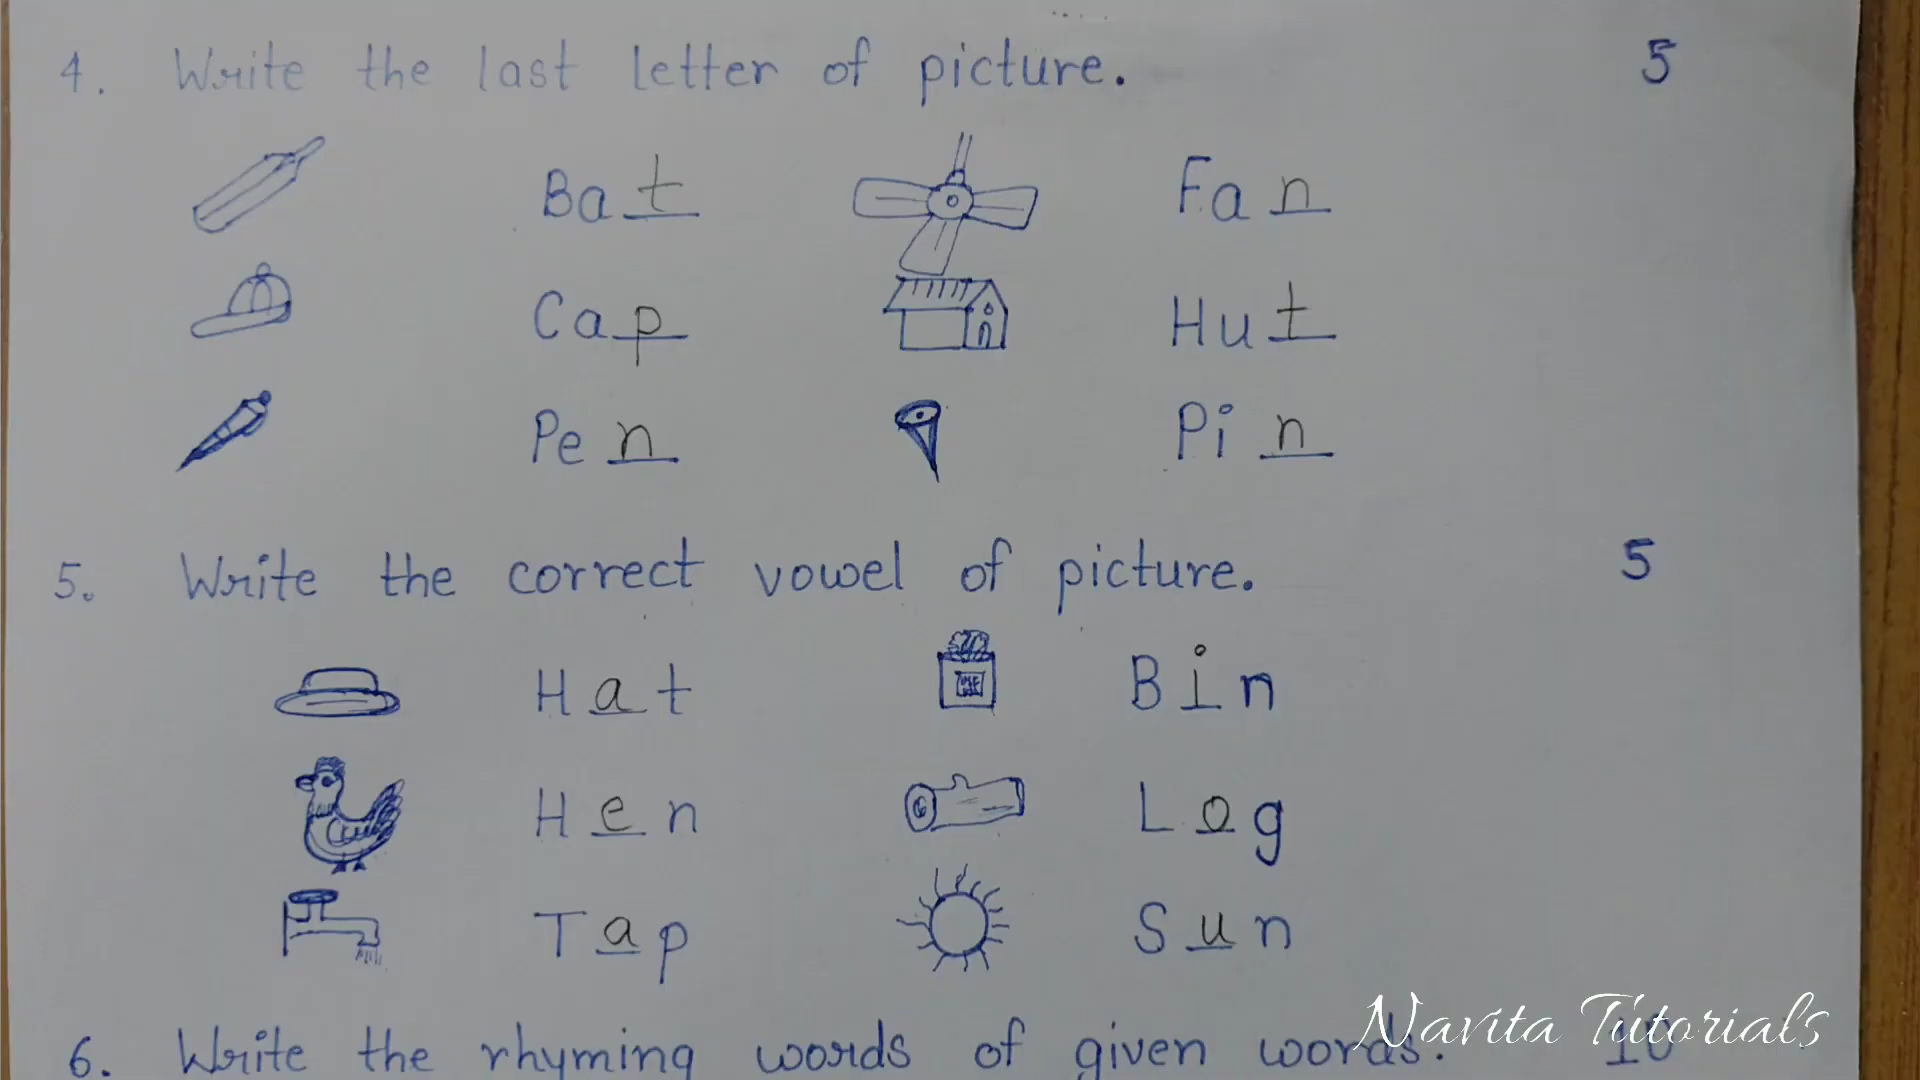 4. Write the last letter of picture. 5
Bat Fan
Cap Hut
Pen Pin
5. Write the correct vowel of picture. 5
Hat Bin
Hen Log
Tap Sun
6. Write the rhyming words of given words. 10
Navita Tutorials